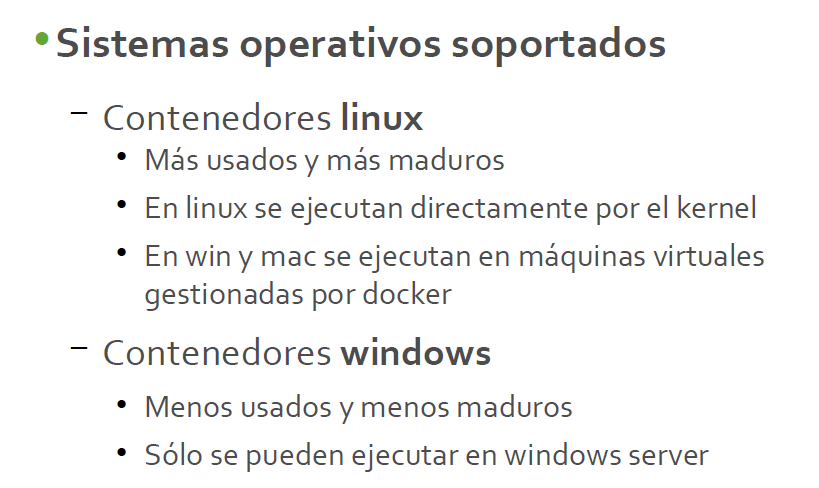 • Sistemas operativos soportados
– Contenedores linux
• Más usados y más maduros
• En linux se ejecutan directamente por el kernel
• En win y mac se ejecutan en máquinas virtuales
gestionadas por docker
– Contenedores windows
• Menos usados y menos maduros
• Sólo se pueden ejecutar en windows server